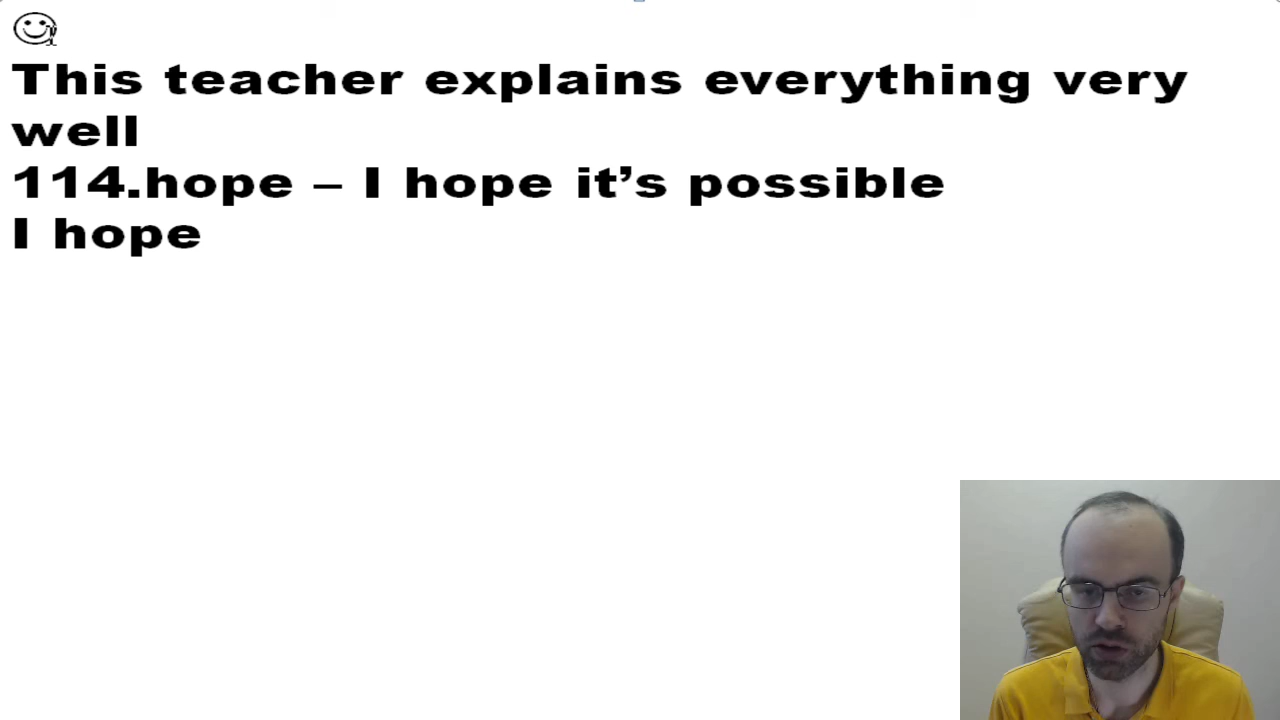 This teacher explains everything very
well
114.hope – I hope it’s possible
I hope